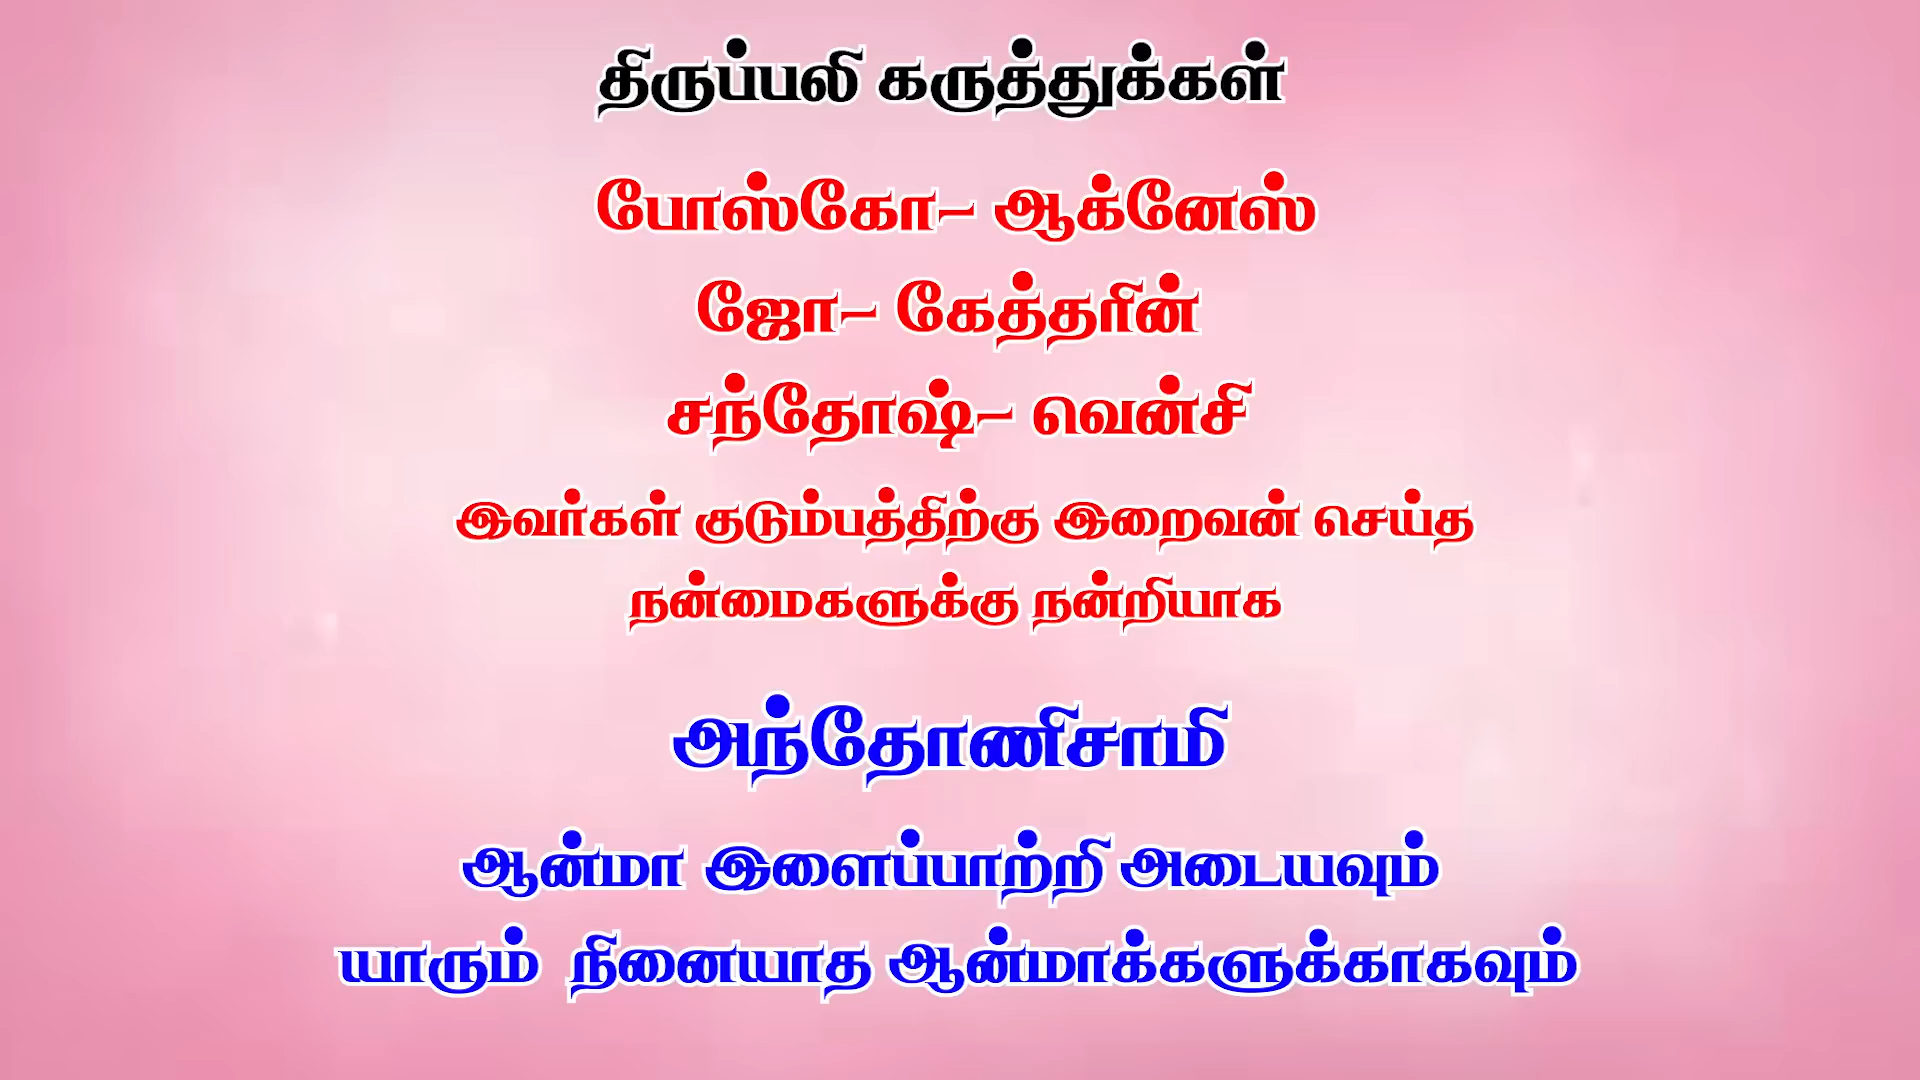 திருப்பலி கருத்துக்கள்
போஸ்கோ- ஆக்னேஸ்
ஜோ- கேத்தரின்
சந்தோஷ்- வென்சி
இவர்கள் குடும்பத்திற்கு இறைவன் செய்த
நன்மைகளுக்கு நன்றியாக
அந்தோணிசாமி
ஆன்மா இளைப்பாற்றி அடையவும்
யாரும் நினையாத ஆன்மாக்களுக்காகவும்